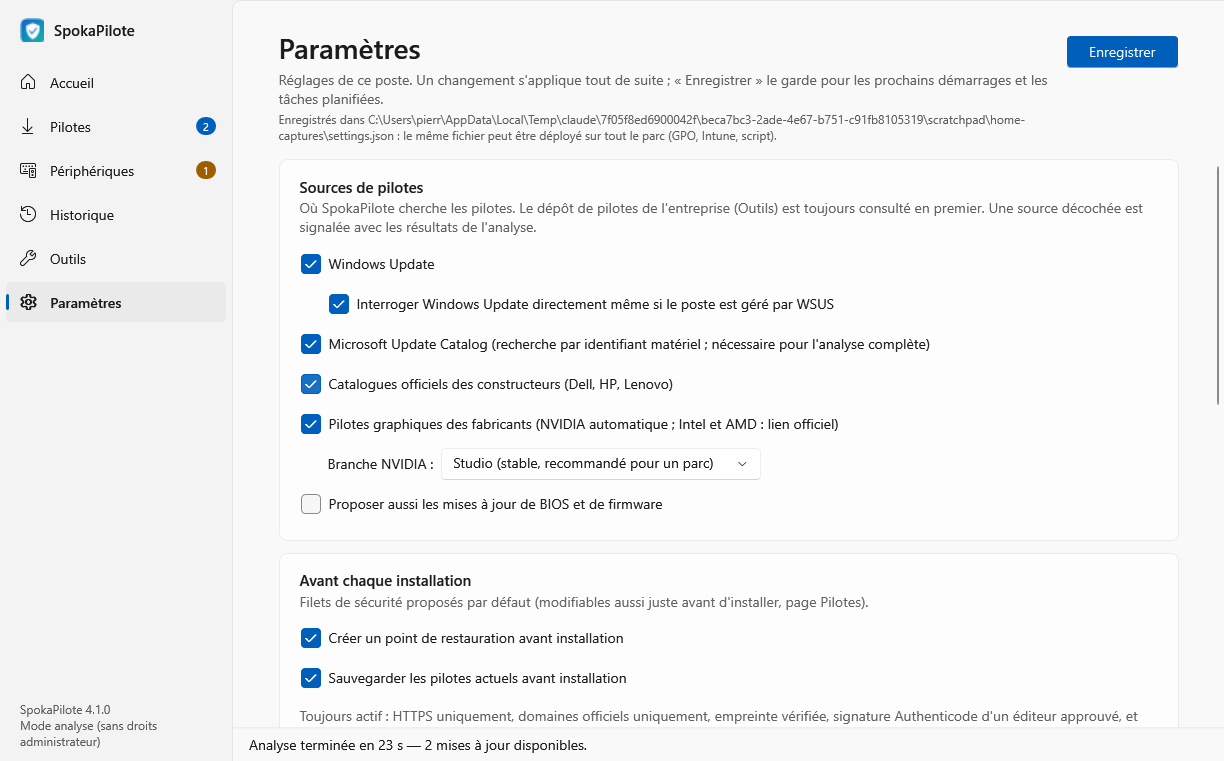 SpokaPilote
Accueil
Pilotes
2
Périphériques
1
Historique
Outils
Paramètres
SpokaPilote 4.1.0
Mode analyse (sans droits
administrateur)
Paramètres
Enregistrer
Réglages de ce poste. Un changement s'applique tout de suite ; « Enregistrer » le garde pour les prochains démarrages et les
tâches planifiées.
Enregistrés dans C:\Users\pierr\AppData\Local\Temp\claude\7f05f8ed6900042f\beca7bc3-2ade-4e67-b751-c91fb8105319\scratchpad\home-
captures\settings.json : le même fichier peut être déployé sur tout le parc (GPO, Intune, script).
Sources de pilotes
Où SpokaPilote cherche les pilotes. Le dépôt de pilotes de l'entreprise (Outils) est toujours consulté en premier. Une source décochée est
signalée avec les résultats de l'analyse.
Windows Update
Interroger Windows Update directement même si le poste est géré par WSUS
Microsoft Update Catalog (recherche par identifiant matériel ; nécessaire pour l'analyse complète)
Catalogues officiels des constructeurs (Dell, HP, Lenovo)
Pilotes graphiques des fabricants (NVIDIA automatique ; Intel et AMD : lien officiel)
Branche NVIDIA : Studio (stable, recommandé pour un parc)
Proposer aussi les mises à jour de BIOS et de firmware
Avant chaque installation
Filets de sécurité proposés par défaut (modifiables aussi juste avant d'installer, page Pilotes).
Créer un point de restauration avant installation
Sauvegarder les pilotes actuels avant installation
Toujours actif : HTTPS uniquement, domaines officiels uniquement, empreinte vérifiée, signature Authenticode d'un éditeur approuvé, et
Analyse terminée en 23 s — 2 mises à jour disponibles.